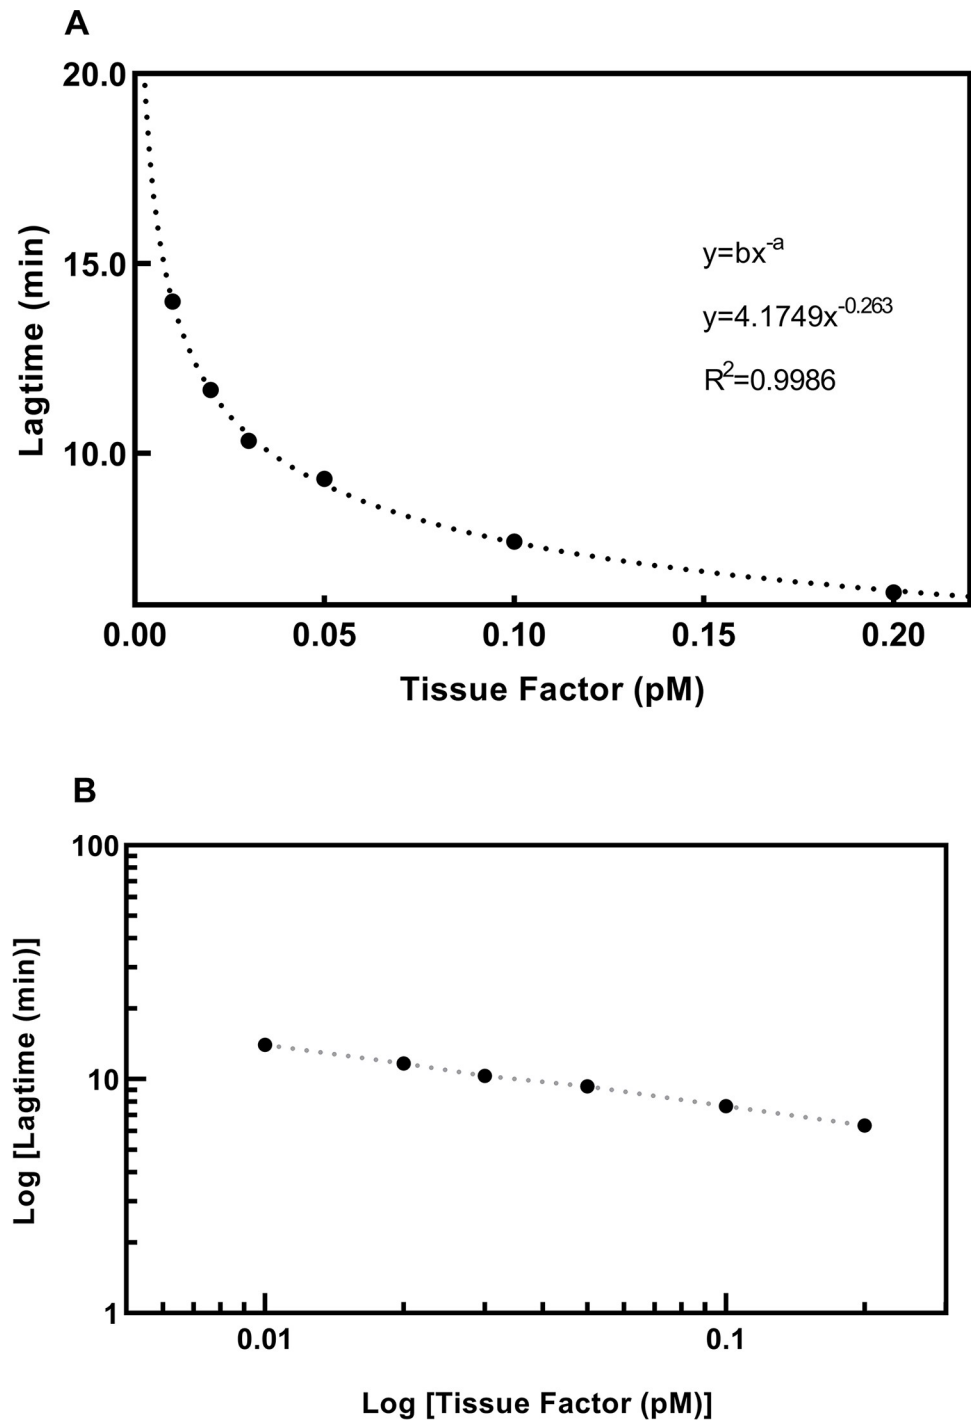 A
20.0
15.0
10.0
Lagtime (min)
y=bx^-a
y=4.1749x^-0.263
R^2=0.9986
0.00 0.05 0.10 0.15 0.20
Tissue Factor (pM)
B
100
10
1
Log [Lagtime (min)]
0.01 0.1
Log [Tissue Factor (pM)]